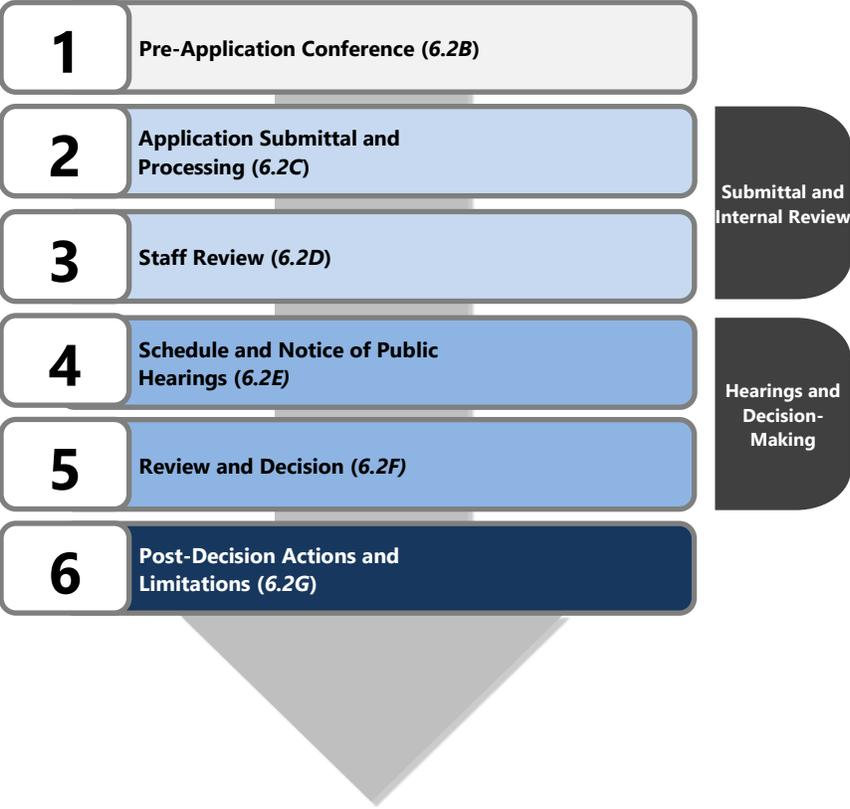 1
Pre-Application Conference (6.2B)
2
Application Submittal and
Processing (6.2C)
Submittal and
Internal Review
3
Staff Review (6.2D)
4
Schedule and Notice of Public
Hearings (6.2E)
Hearings and
Decision-
Making
5
Review and Decision (6.2F)
6
Post-Decision Actions and
Limitations (6.2G)